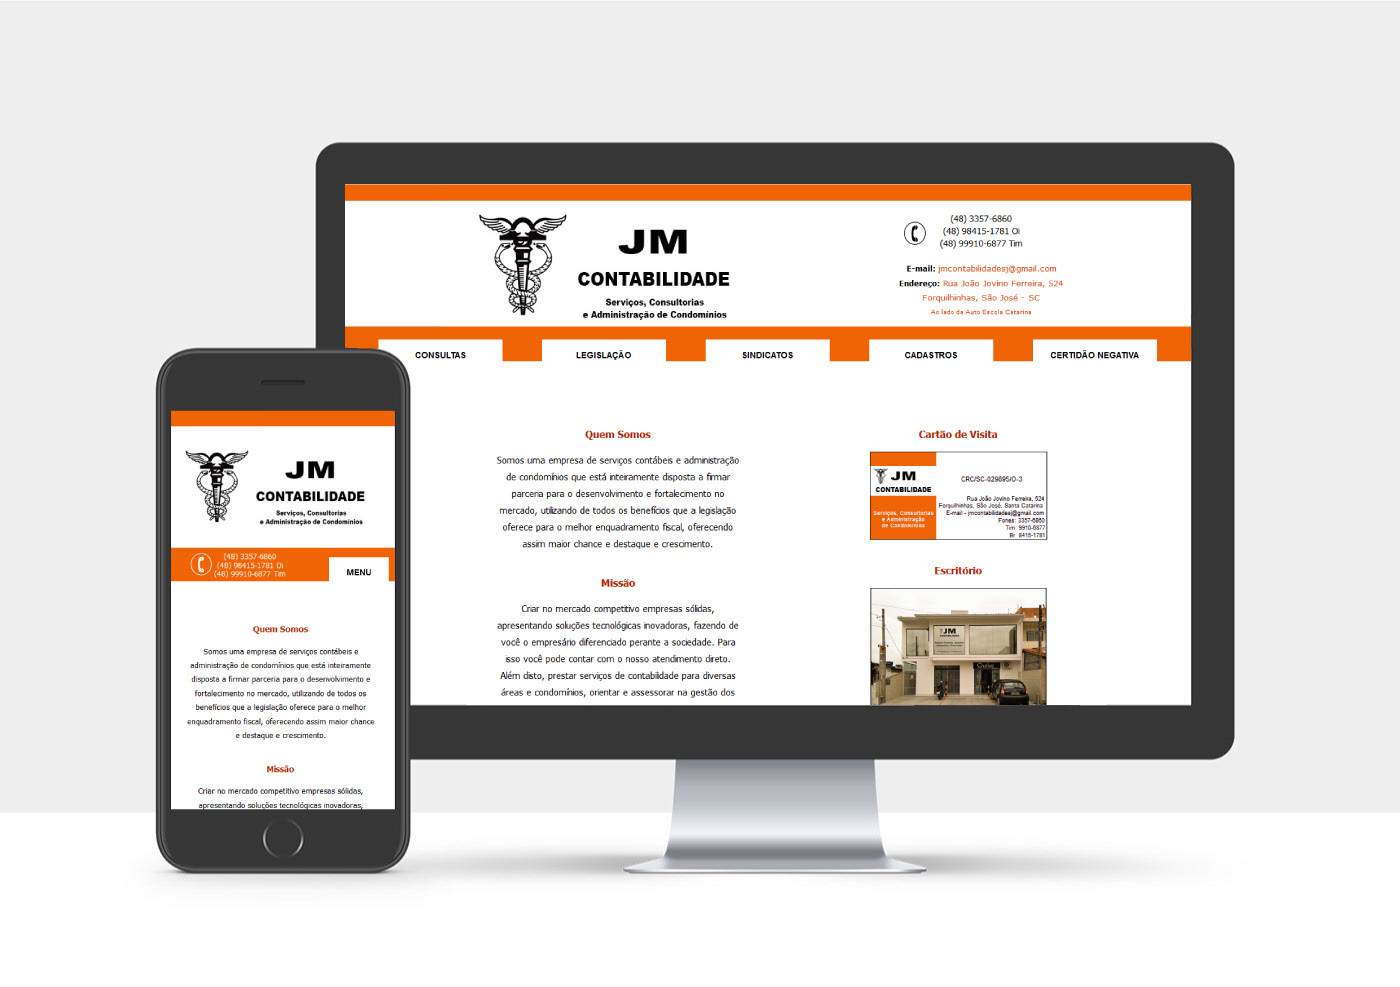 JM
CONTABILIDADE
Serviços, Consultorias
e Administração de Condomínios
(48) 3357-6860
(48) 98415-1781 Oi
(48) 99910-6877 Tim
E-mail: jmcontabilidadesj@gmail.com
Endereço: Rua João Jovino Ferreira, 524
Forquilhinhas, São José - SC
Ao lado da Auto Escola Catarina
CONSULTAS
LEGISLAÇÃO
SINDICATOS
CADASTROS
CERTIDÃO NEGATIVA
Quem Somos
Somos uma empresa de serviços contábeis e administração
de condomínios que está inteiramente disposta a firmar
parceria para o desenvolvimento e fortalecimento no
mercado, utilizando de todos os benefícios que a legislação
oferece para o melhor enquadramento fiscal, oferecendo
assim maior chance e destaque e crescimento.
Missão
Criar no mercado competitivo empresas sólidas,
apresentando soluções tecnológicas inovadoras, fazendo de
você o empresário diferenciado perante a sociedade. Para
isso você pode contar com o nosso atendimento direto.
Além disto, prestar serviços de contabilidade para diversas
áreas e condomínios, orientar e assessorar na gestão dos
Cartão de Visita
JM
CONTABILIDADE
Serviços, Consultorias
e Administração
de Condomínios
CRC/SC-029895/O-3
Rua João Jovino Ferreira, 524
Forquilhinhas, São José, Santa Catarina
E-mail - jmcontabilidadesj@gmail.com
Fones: 3357-6860
Tim 9910-6877
Br 8415-1781
Escritório
JM
JM
CONTABILIDADE
Serviços, Consultorias
e Administração de Condomínios
(48) 3357-6860
(48) 98415-1781 Oi
(48) 99910-6877 Tim
MENU
Quem Somos
Somos uma empresa de serviços contábeis e
administração de condomínios que está inteiramente
disposta a firmar parceria para o desenvolvimento e
fortalecimento no mercado, utilizando de todos os
benefícios que a legislação oferece para o melhor
enquadramento fiscal, oferecendo assim maior chance
e destaque e crescimento.
Missão
Criar no mercado competitivo empresas sólidas,
apresentando soluções tecnológicas inovadoras,